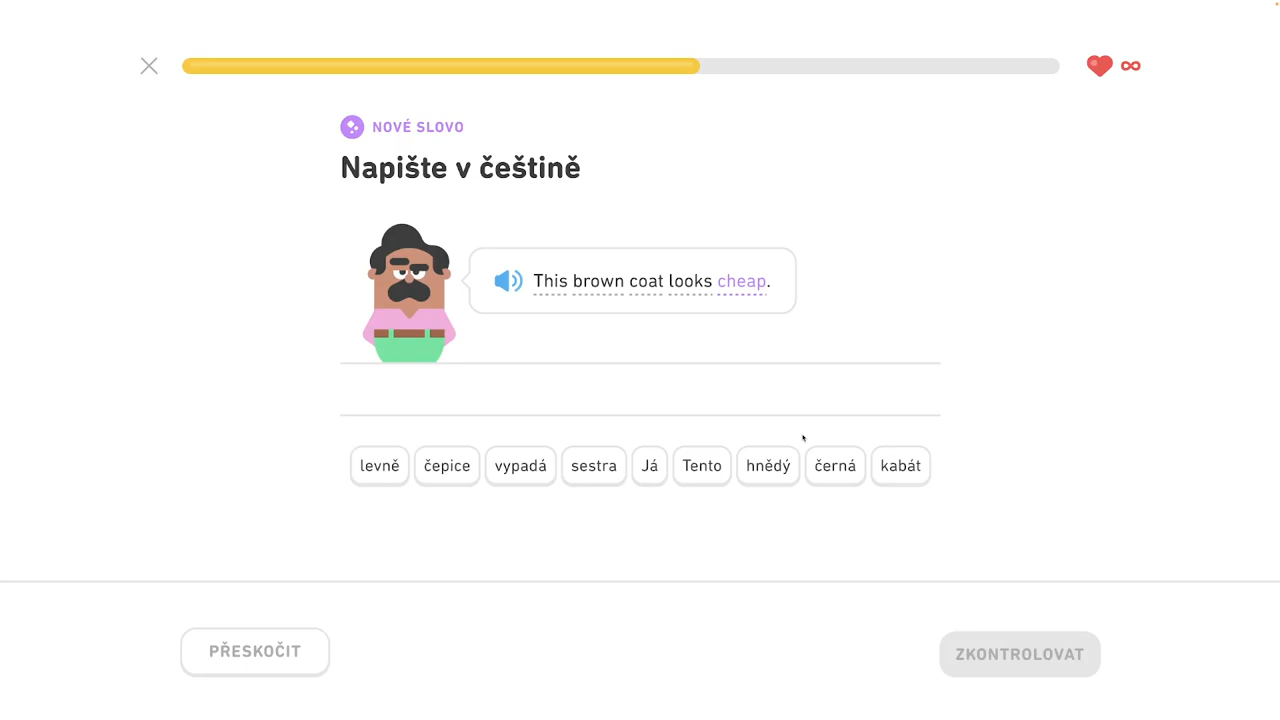 ∞
NOVÉ SLOVO
Napište v češtině
This brown coat looks cheap.
levně čepice vypadá sestra Já Tento hnědý černá kabát
PŘESKOČIT ZKONTROLOVAT